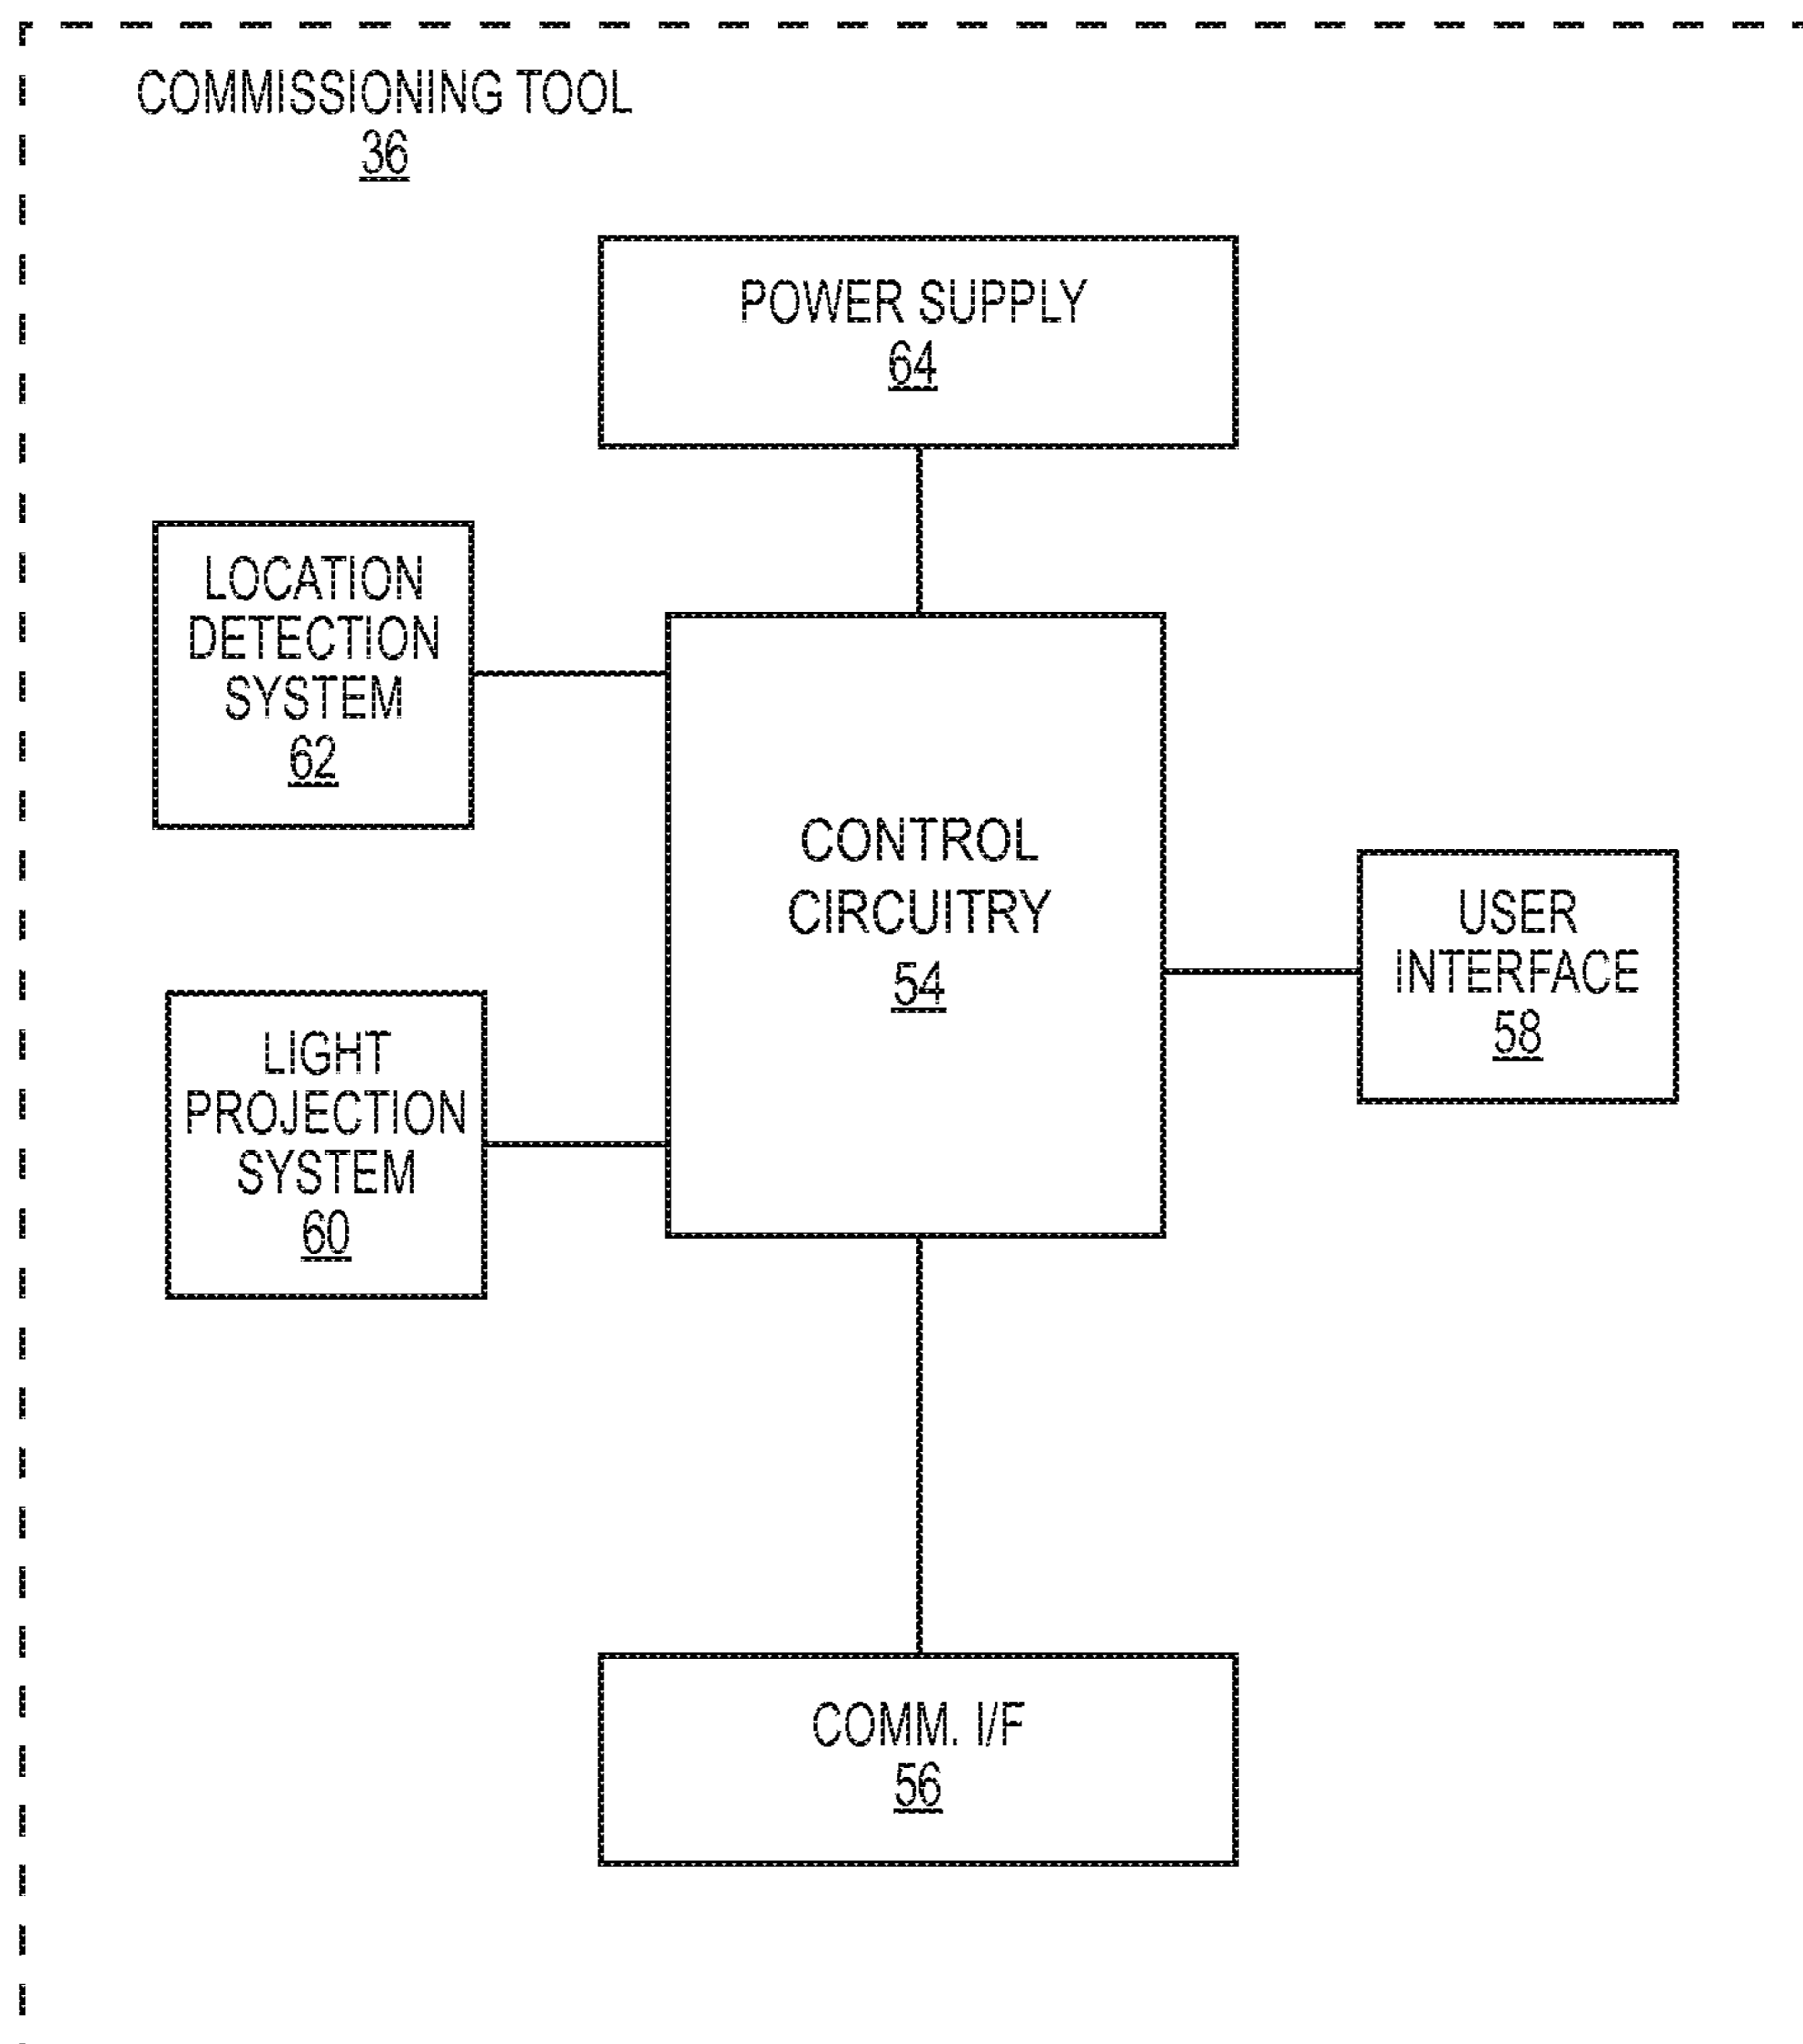 COMMISSIONING TOOL
36
POWER SUPPLY
64
LOCATION
DETECTION
SYSTEM
62
CONTROL
CIRCUITRY
54
USER
INTERFACE
58
LIGHT
PROJECTION
SYSTEM
60
COMM. I/F
56